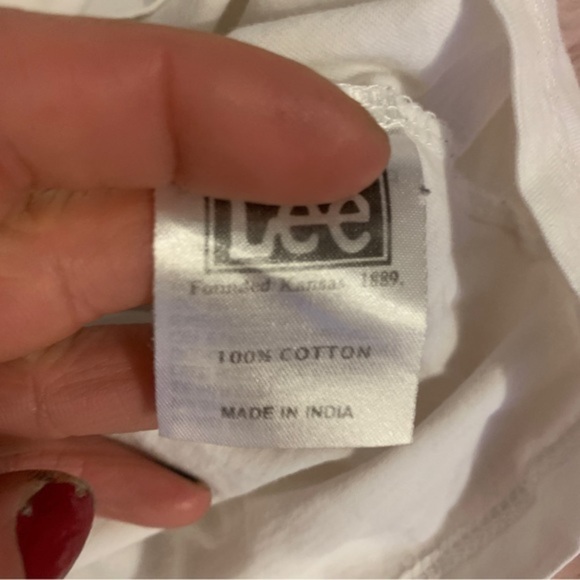 Lee
Founded Kansas 1889.
100% COTTON
MADE IN INDIA